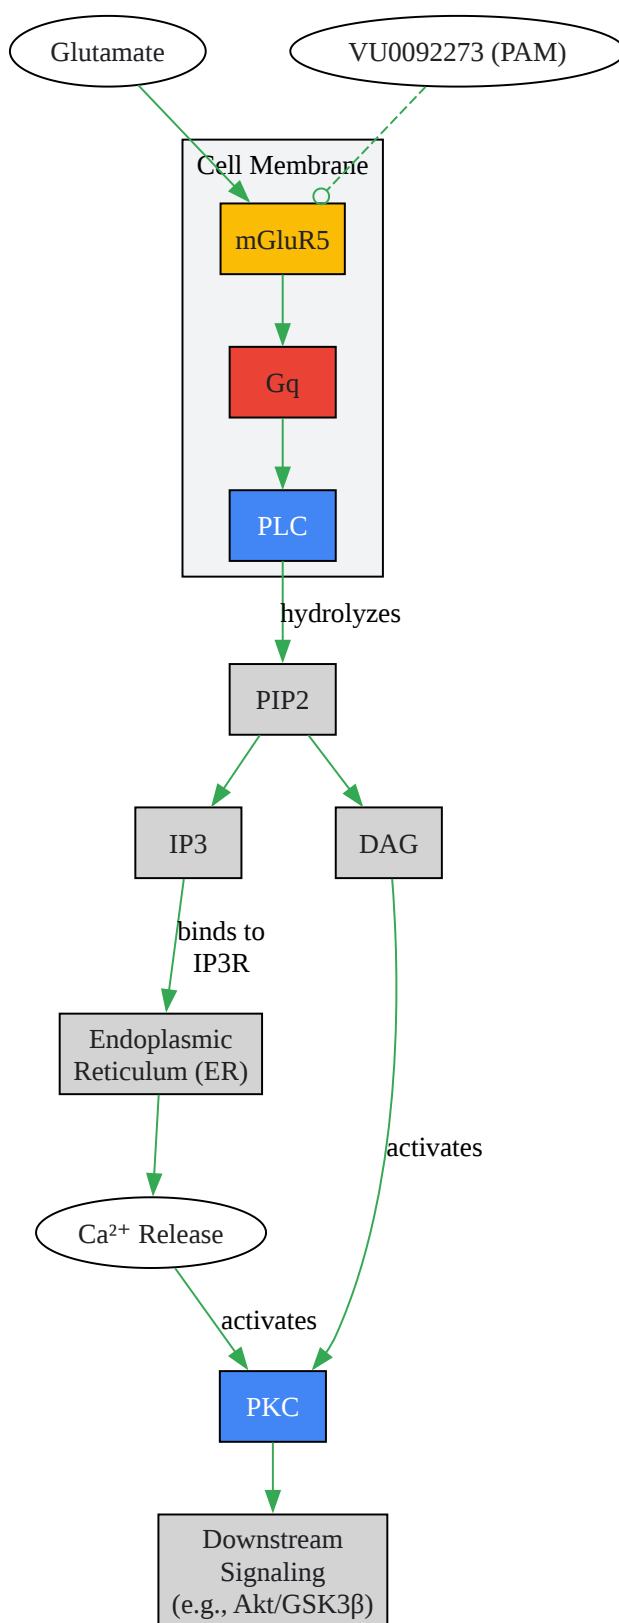 Glutamate
VU0092273 (PAM)
Cell Membrane
mGluR5
Gq
PLC
hydrolyzes
PIP2
IP3
DAG
binds to
IP3R
Endoplasmic
Reticulum (ER)
activates
Ca²⁺ Release
activates
PKC
Downstream
Signaling
(e.g., Akt/GSK3β)